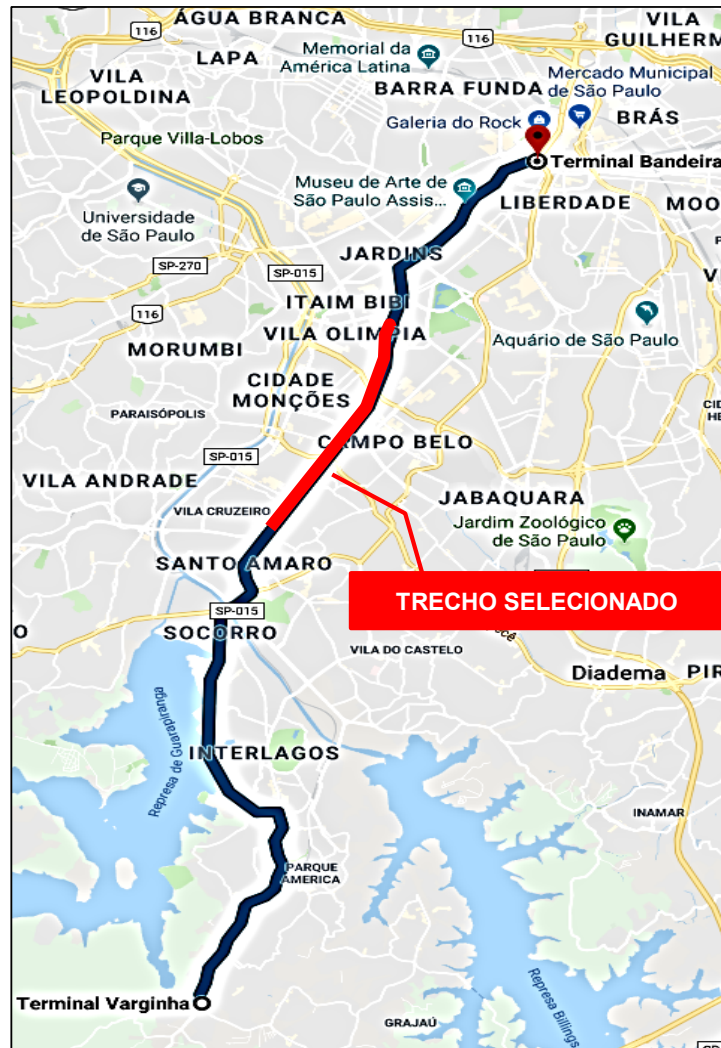 ÁGUA BRANCA
VILA
GUILHERM
116
116
LAPA
Memorial da
América Latina
VILA
LEOPOLDINA
BARRA FUNDA
Mercado Municipal
de São Paulo
Galeria do Rock
BRÁS
Parque Villa-Lobos
Terminal Bandeira
Museu de Arte de
São Paulo Assis...
Universidade
de São Paulo
LIBERDADE
MOO
JARDINS
SP-270
SP-015
ITAIM BIBI
116
VILA OLIMPIA
Aquário de São Paulo
MORUMBI
CIDADE
MONÇÕES
PARAISÓPOLIS
CID
HE
CAMPO BELO
SP-015
VILA ANDRADE
JABAQUARA
VILA CRUZEIRO
Jardim Zoológico
de São Paulo
SANTO AMARO
TRECHO SELECIONADO
SP-015
SOCORRO
O
VILA DO CASTELO
Diadema
PIR
Represa de Guarapiranga
INTERLAGOS
INAMAR
PARQUE
AMERICA
Terminal Varginha
Represa Billings
GRAJAÚ